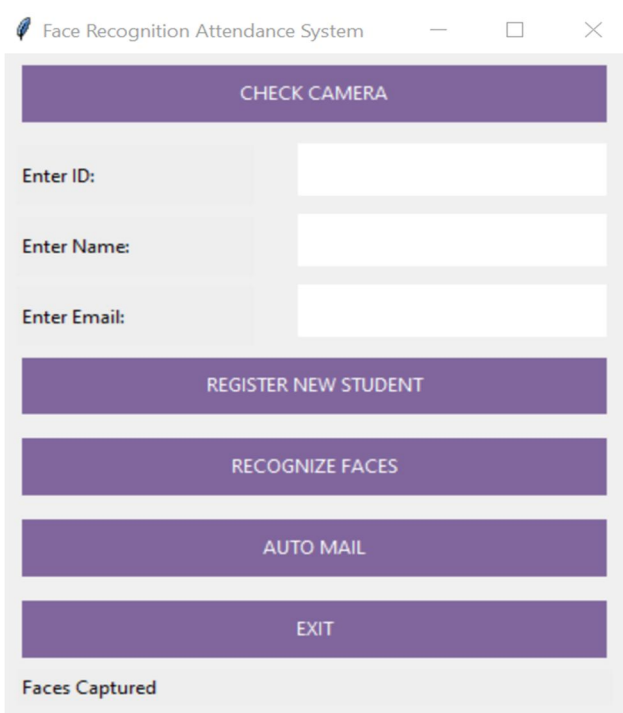 Face Recognition Attendance System
CHECK CAMERA
Enter ID:
Enter Name:
Enter Email:
REGISTER NEW STUDENT
RECOGNIZE FACES
AUTO MAIL
EXIT
Faces Captured